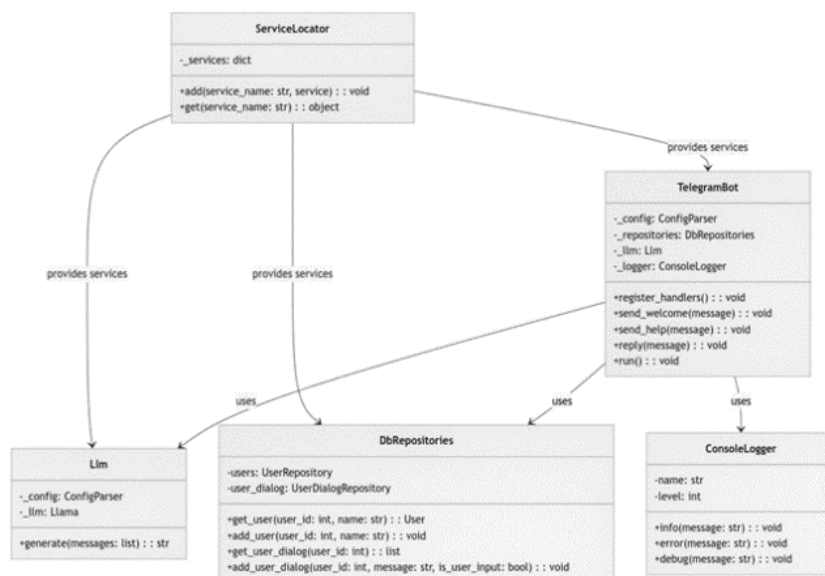 ServiceLocator
-_services: dict
+add(service_name: str, service) : : void
+get(service_name: str) : : object
provides services
TelegramBot
-_config: ConfigParser
-_repositories: DbRepositories
-_llm: Llm
-_logger: ConsoleLogger
+register_handlers() : : void
+send_welcome(message) : : void
+send_help(message) : : void
+reply(message) : : void
+run() : : void
provides services
provides services
uses
uses
uses
Llm
-_config: ConfigParser
-_llm: Llama
+generate(messages: list) : : str
DbRepositories
-users: UserRepository
-user_dialog: UserDialogRepository
+get_user(user_id: int, name: str) : : User
+add_user(user_id: int, name: str) : : void
+get_user_dialog(user_id: int) : : list
+add_user_dialog(user_id: int, message: str, is_user_input: bool) : : void
ConsoleLogger
-name: str
-level: int
+info(message: str) : : void
+error(message: str) : : void
+debug(message: str) : : void